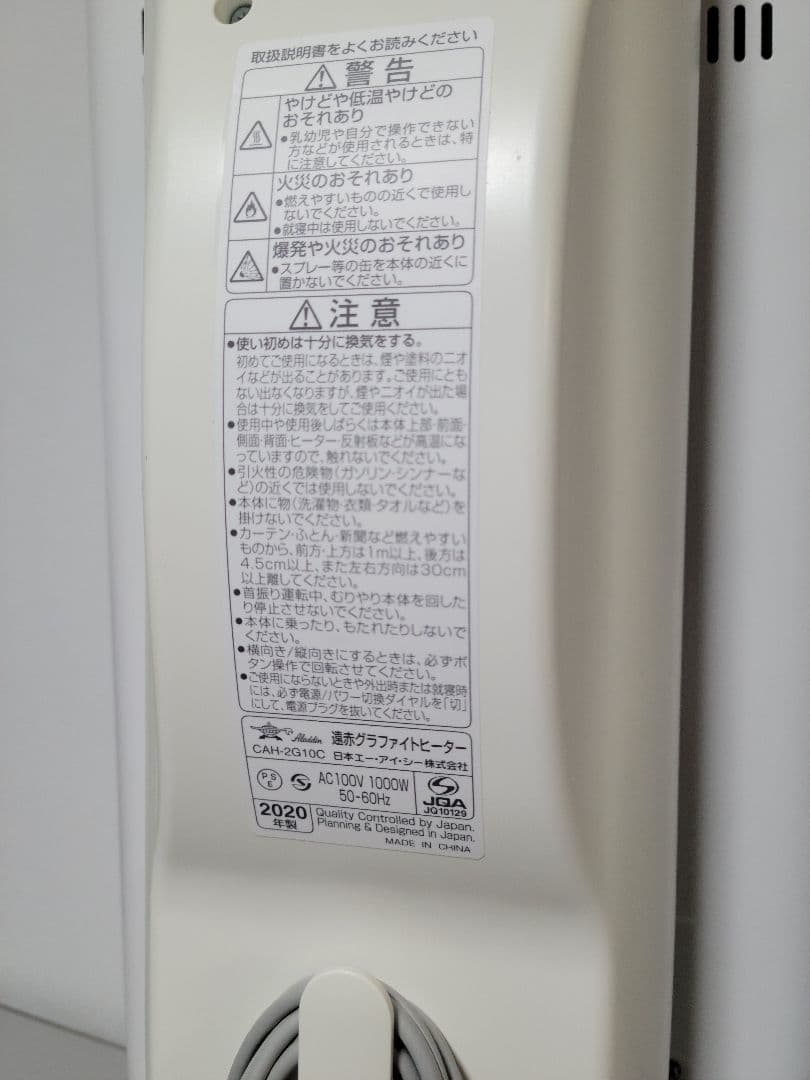 取扱説明書をよくお読みください
警告
やけどや低温やけどの
おそれあり
●乳幼児や自分で操作できない
方などが使用されるときは、特
に注意してください。
火災のおそれあり
●燃えやすいものの近くで使用し
ないでください。
●就寝中は使用しないでください。
爆発や火災のおそれあり
●スプレー等の缶を本体の近くに
置かないでください。
注意
●使い初めは十分に換気をする。
初めてご使用になるときは、煙や塗料のニオ
イなどが出ることがあります。ご使用にとも
ない出なくなりますが、煙やニオイが出た場
合は十分に換気をしてご使用ください。
●使用中や使用後しばらくは本体上部・前面・
側面・背面・ヒーター・反射板などが高温にな
っていますので、触れないでください。
●引火性の危険物(ガソリン・シンナーな
ど)の近くでは使用しないでください。
●本体に物(洗濯物・衣類・タオルなど)を
掛けないでください。
●カーテン・ふとん・新聞など燃えやすい
ものから、前方・上方は1m以上、後方は
4.5cm以上、また左右方向は30cm
以上離してください。
●首振り運転中、むりやり本体を回した
り停止させないでください。
●本体に乗ったり、もたれたりしないで
ください。
●横向き/縦向きにするときは、必ずボ
タン操作で回転させてください。
●ご使用にならないときや外出時または就寝時
には、必ず電源/パワー切換ダイヤルを「切」
にして、電源プラグを抜いてください。
Aladdin 遠赤グラファイトヒーター
CAH-2G10C 日本エー・アイ・シー株式会社
PSE S AC100V 1000W
50-60Hz
JQA
JQ10129
2020
年製
Quality Controlled by Japan.
Planning & Designed in Japan.
MADE IN CHINA